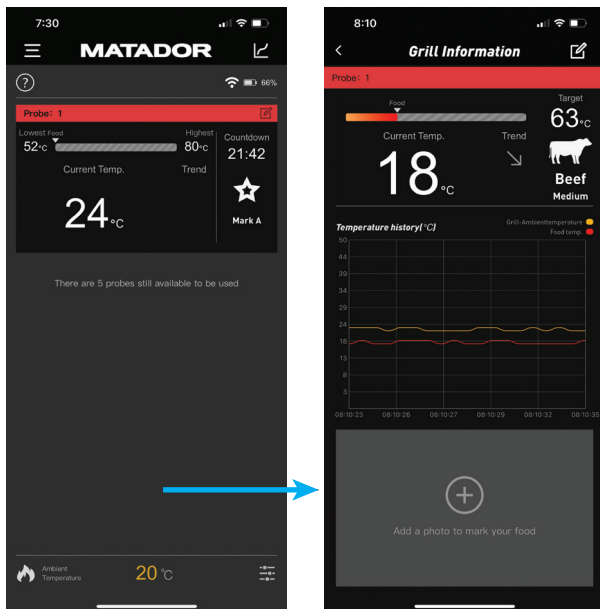 7:30
MATADOR
?
66%
Probe: 1
Lowest Food Highest
52°C 80°C
Countdown
21:42
Current Temp. Trend
24°C
Mark A
There are 5 probes still available to be used
Ambient
Temperature
20 °C
8:10
Grill Information
Probe: 1
Food
Target
63°C
Current Temp. Trend
18°C
Beef
Medium
Temperature history(°C)
Grill-Ambienttemperature
Food temp.
50
44
39
34
29
24
18
13
8
3
08:10:23 08:10:26 08:10:27 08:10:29 08:10:32 08:10:35
Add a photo to mark your food